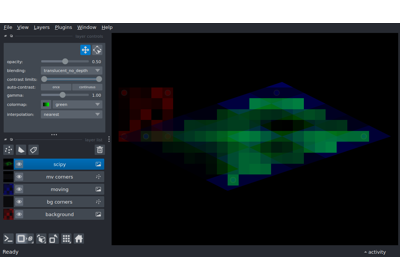 File View Layers Plugins Window Help
opacity: 0.50
blending: translucent_no_depth
contrast limits:
auto-contrast: once continuous
gamma: 1.00
colormap: green
interpolation: nearest
scipy
mv corners
moving
bg corners
background
Ready
activity